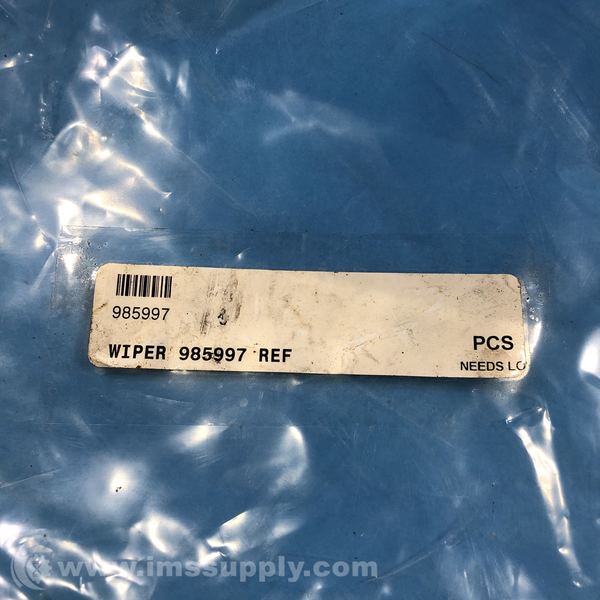 985997
WIPER 985997 REF
PCS
NEEDS LO
www.imssupply.com